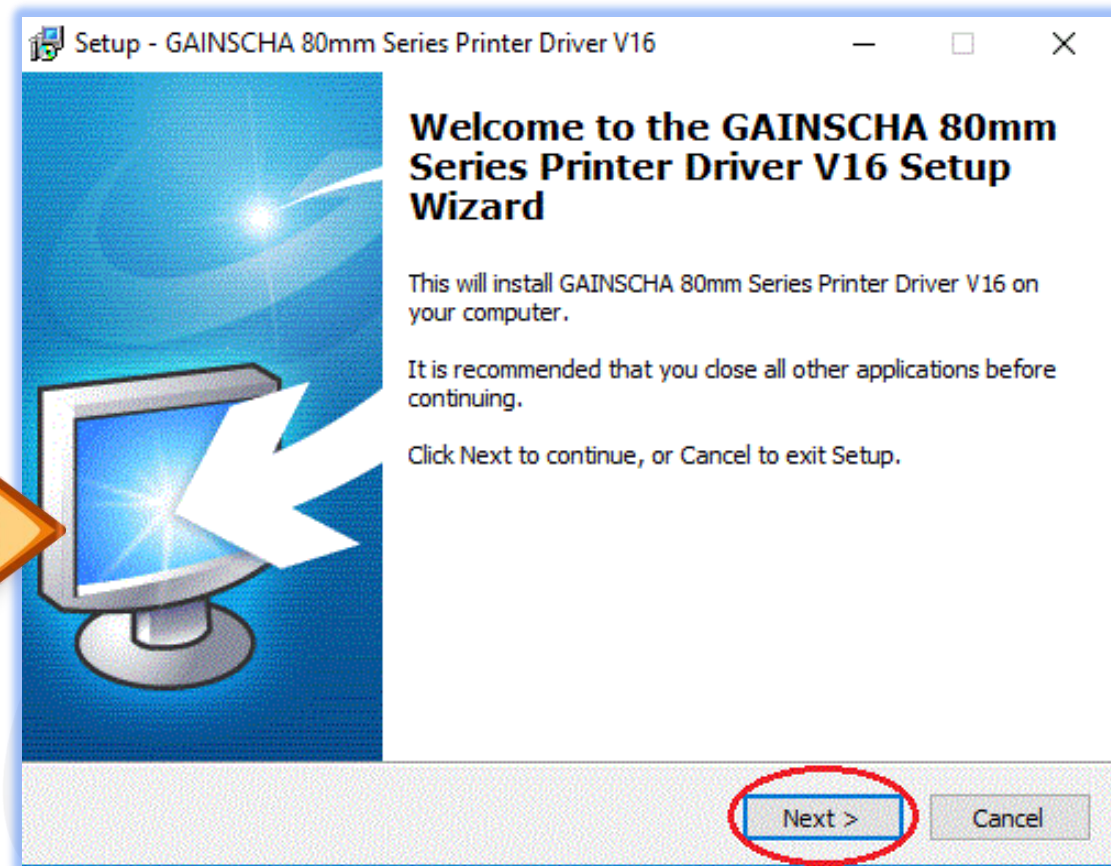 Setup - GAINSCHA 80mm Series Printer Driver V16
Welcome to the GAINSCHA 80mm
Series Printer Driver V16 Setup
Wizard
This will install GAINSCHA 80mm Series Printer Driver V16 on
your computer.
It is recommended that you close all other applications before
continuing.
Click Next to continue, or Cancel to exit Setup.
Next >
Cancel